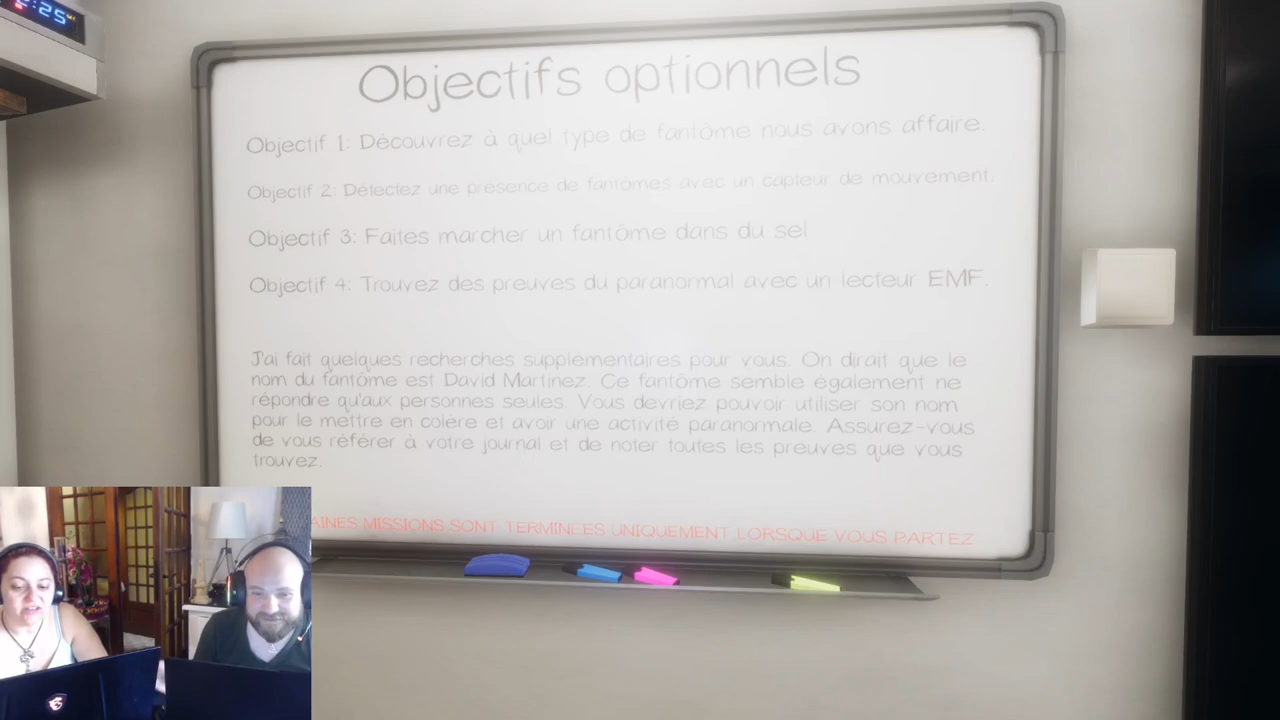 :25
Objectifs optionnels
Objectif 1: Découvrez à quel type de fantôme nous avons affaire.
Objectif 2: Détectez une présence de fantômes avec un capteur de mouvement.
Objectif 3: Faites marcher un fantôme dans du sel
Objectif 4: Trouvez des preuves du paranormal avec un lecteur EMF.
J'ai fait quelques recherches supplémentaires pour vous. On dirait que le
nom du fantôme est David Martinez. Ce fantôme semble également ne
répondre qu'aux personnes seules. Vous devriez pouvoir utiliser son nom
pour le mettre en colère et avoir une activité paranormale. Assurez-vous
de vous référer à votre journal et de noter toutes les preuves que vous
trouvez.
AINES MISSIONS SONT TERMINÉES UNIQUEMENT LORSQUE VOUS PARTEZ